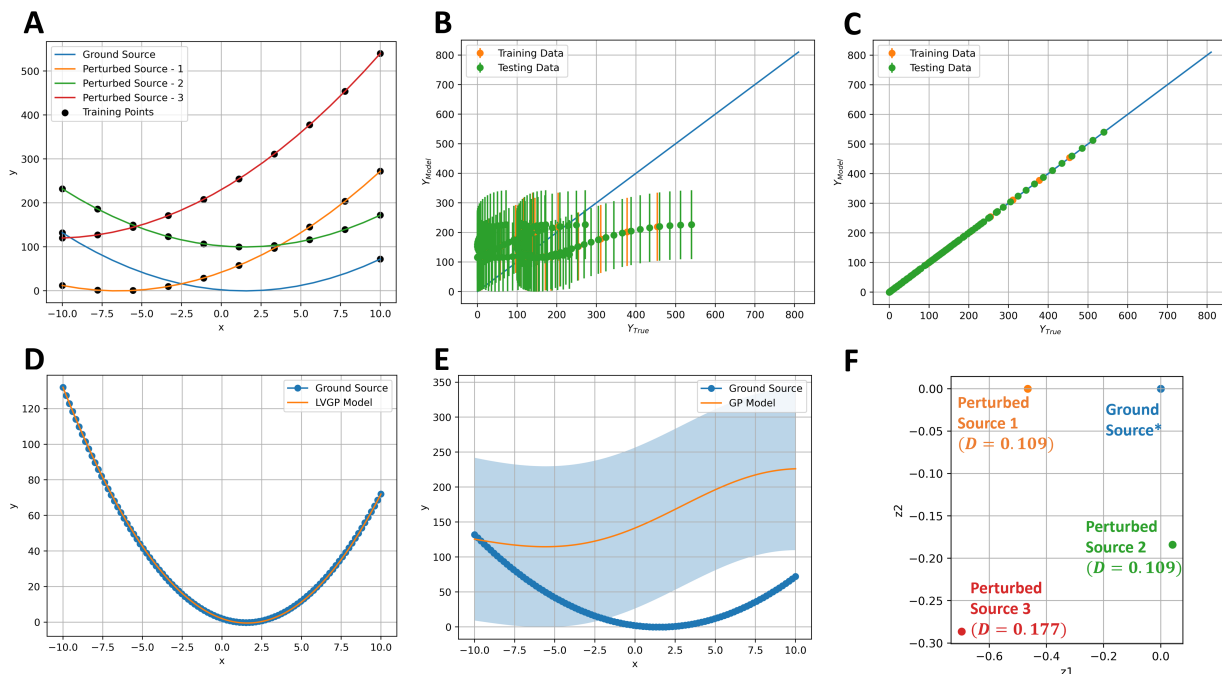 A
Ground Source
Perturbed Source - 1
Perturbed Source - 2
Perturbed Source - 3
Training Points
500
400
300
200
100
0
y
−10.0 −7.5 −5.0 −2.5 0.0 2.5 5.0 7.5 10.0
x
B
Training Data
Testing Data
800
700
600
500
400
300
200
100
0
Y_Model
0 100 200 300 400 500 600 700 800
Y_True
C
Training Data
Testing Data
800
700
600
500
400
300
200
100
0
Y_Model
0 100 200 300 400 500 600 700 800
Y_True
D
Ground Source
LVGP Model
120
100
80
60
40
20
0
y
−10.0 −7.5 −5.0 −2.5 0.0 2.5 5.0 7.5 10.0
x
E
Ground Source
GP Model
350
300
250
200
150
100
50
0
y
−10.0 −7.5 −5.0 −2.5 0.0 2.5 5.0 7.5 10.0
x
F
0.00
−0.05
−0.10
−0.15
−0.20
−0.25
−0.30
z2
Perturbed
Source 1
(D = 0.109)
Ground
Source*
Perturbed
Source 2
(D = 0.109)
Perturbed
Source 3
(D = 0.177)
−0.6 −0.4 −0.2 0.0
z1